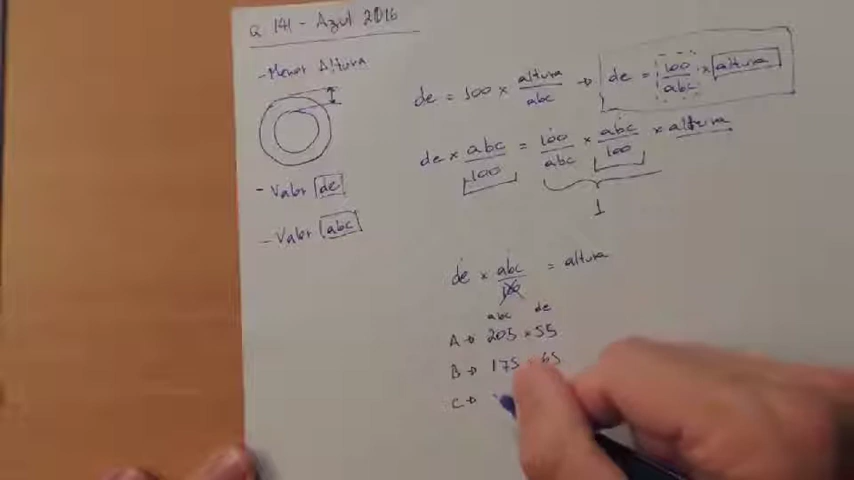 Q 141 - Azul 2016
- Menor Altura
- Valor de
- Valor abc
de = 100 × altura / abc → de = 100 / abc × altura
de × abc / 100 = 100 / abc × abc / 100 × altura
1
de × abc / 100 = altura
abc de
A → 205 × 55
B → 175 × 65
C →